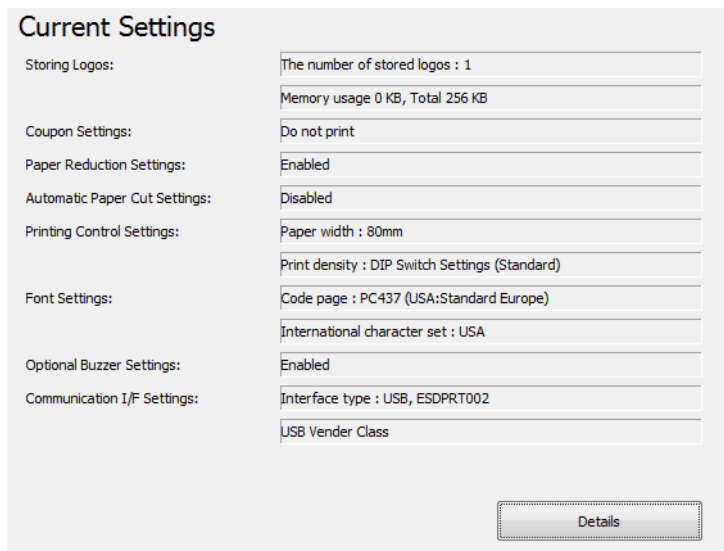 Current Settings
Storing Logos: The number of stored logos : 1
Memory usage 0 KB, Total 256 KB
Coupon Settings: Do not print
Paper Reduction Settings: Enabled
Automatic Paper Cut Settings: Disabled
Printing Control Settings: Paper width : 80mm
Print density : DIP Switch Settings (Standard)
Font Settings: Code page : PC437 (USA:Standard Europe)
International character set : USA
Optional Buzzer Settings: Enabled
Communication I/F Settings: Interface type : USB, ESDPRT002
USB Vender Class
Details